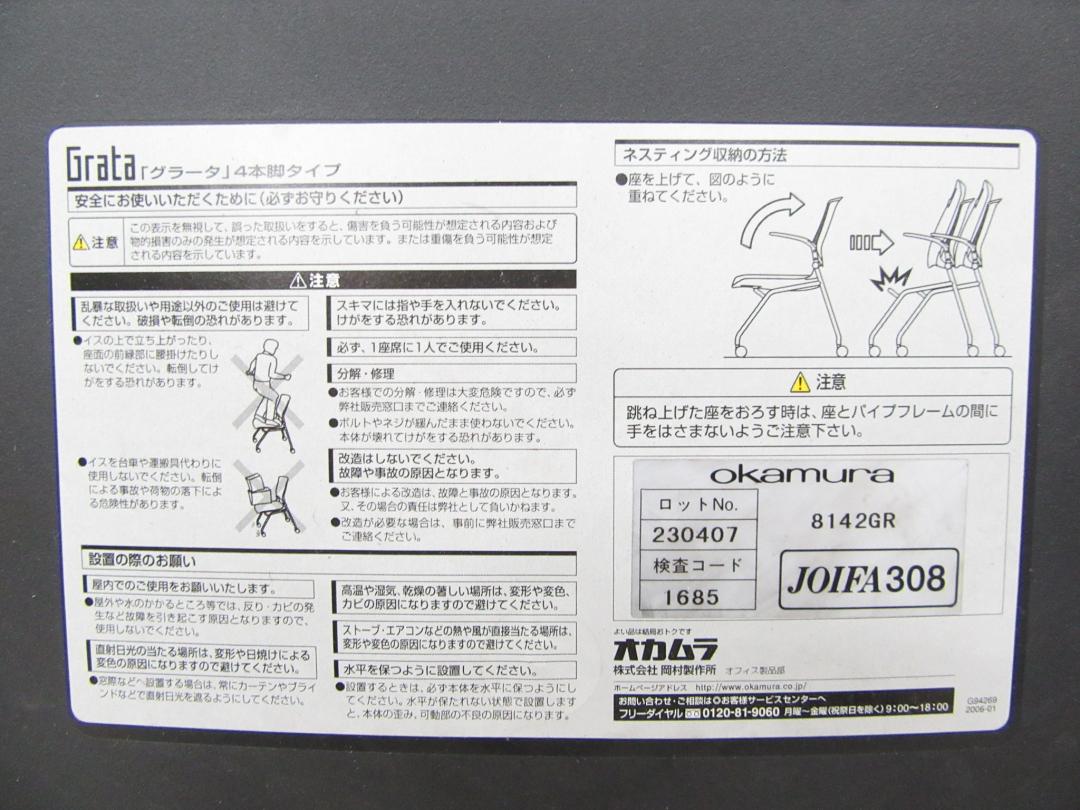 Grata「グラータ」4本脚タイプ
安全にお使いいただくために(必ずお守りください)
注意
この表示を無視して、誤った取扱いをすると、傷害を負う可能性が想定される内容および
物的損害のみの発生が想定される内容を示しています。または重傷を負う可能性が想定
される内容を示しています。
注意
乱暴な取扱いや用途以外のご使用は避けて
ください。破損や転倒の恐れがあります。
●イスの上で立ち上がったり、
座面の前縁部に腰掛けたりし
ないでください。転倒してけ
がをする恐れがあります。
●イスを台車や運搬具代わりに
使用しないでください。転倒
による事故や荷物の落下によ
る危険性があります。
スキマには指や手を入れないでください。
けがをする恐れがあります。
必ず、1座席に1人でご使用ください。
分解・修理
●お客様での分解・修理は大変危険ですので、必ず
弊社販売窓口までご連絡ください。
●ボルトやネジが緩んだまま使わないでください。
本体が壊れてけがをする恐れがあります。
改造はしないでください。
故障や事故の原因となります。
●お客様による改造は、故障と事故の原因となります。
又、その場合の責任は弊社として負いかねます。
●改造が必要な場合は、事前に弊社販売窓口まで
ご連絡ください。
設置の際のお願い
屋内でのご使用をお願いいたします。
●屋外や水のかかるところ等では、反り・カビの発
生など故障を引き起こす原因となりますので、
使用しないでください。
直射日光の当たる場所は、変形や日焼けによる
変色の原因になりますので避けてください。
●窓際などへ設置する場合は、常にカーテンやブライ
ンドなどで直射日光を遮るようにしてください。
高温や湿気、乾燥の著しい場所は、変形や変色、
カビの原因になりますので避けてください。
ストーブ・エアコンなどの熱や風が直接当たる場所は、
変形や変色の原因になりますので避けてください。
水平を保つように設置してください。
●設置するときは、必ず本体を水平に保つようにし
てください。水平が保たれない状態で設置します
と、本体の歪み、可動部の不良の原因になります。
ネスティング収納の方法
●座を上げて、図のように
重ねてください。
注意
跳ね上げた座をおろす時は、座とパイプフレームの間に
手をはさまないようご注意下さい。
okamura
ロットNo.
230407
検査コード
1685
8142GR
JOIFA308
よい品は結局おトクです
オカムラ
株式会社 岡村製作所 オフィス製品部
ホームページアドレス http://www.okamura.co.jp/
お問い合わせ・ご相談はお客様サービスセンターへ
フリーダイヤル 0120-81-9060 月曜〜金曜(祝祭日を除く)9:00〜18:00
G94269
2006-01